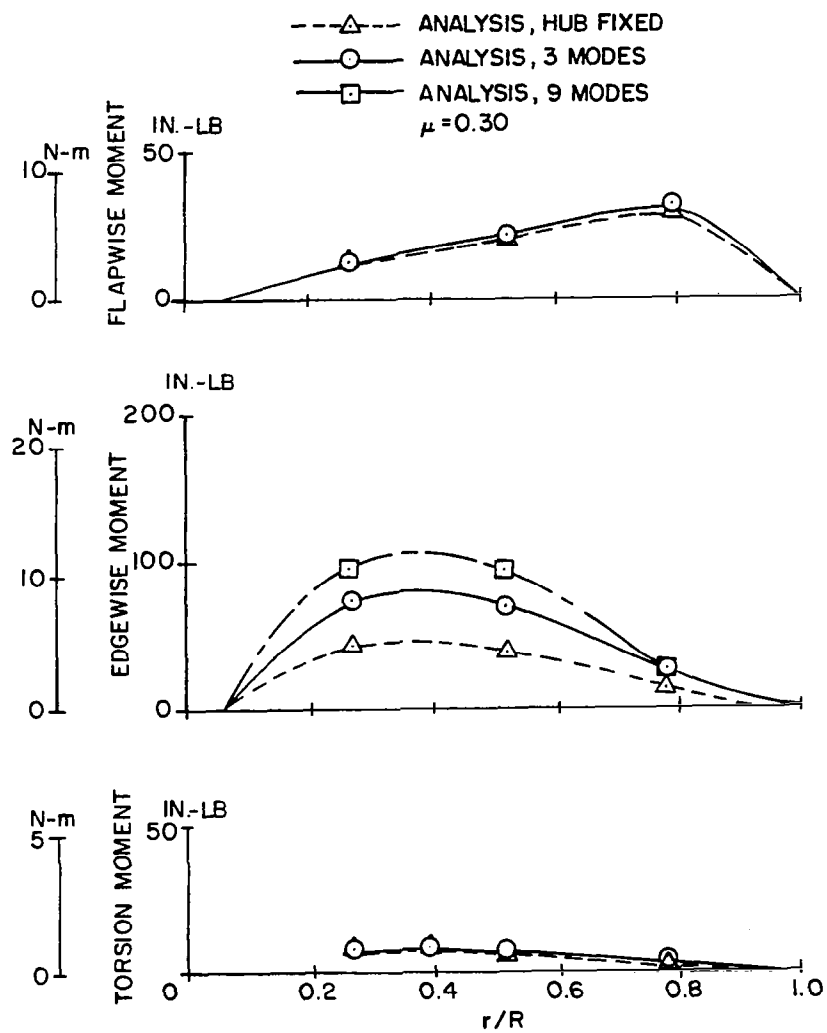 ANALYSIS, HUB FIXED
ANALYSIS, 3 MODES
ANALYSIS, 9 MODES
μ = 0.30
IN.-LB
N-m
50
10
0
0
FLAPWISE MOMENT
IN.-LB
200
N-m
20
100
10
0
0
EDGEWISE MOMENT
IN.-LB
N-m
50
5
0
TORSION MOMENT
0
0.2
0.4
0.6
0.8
1.0
r/R